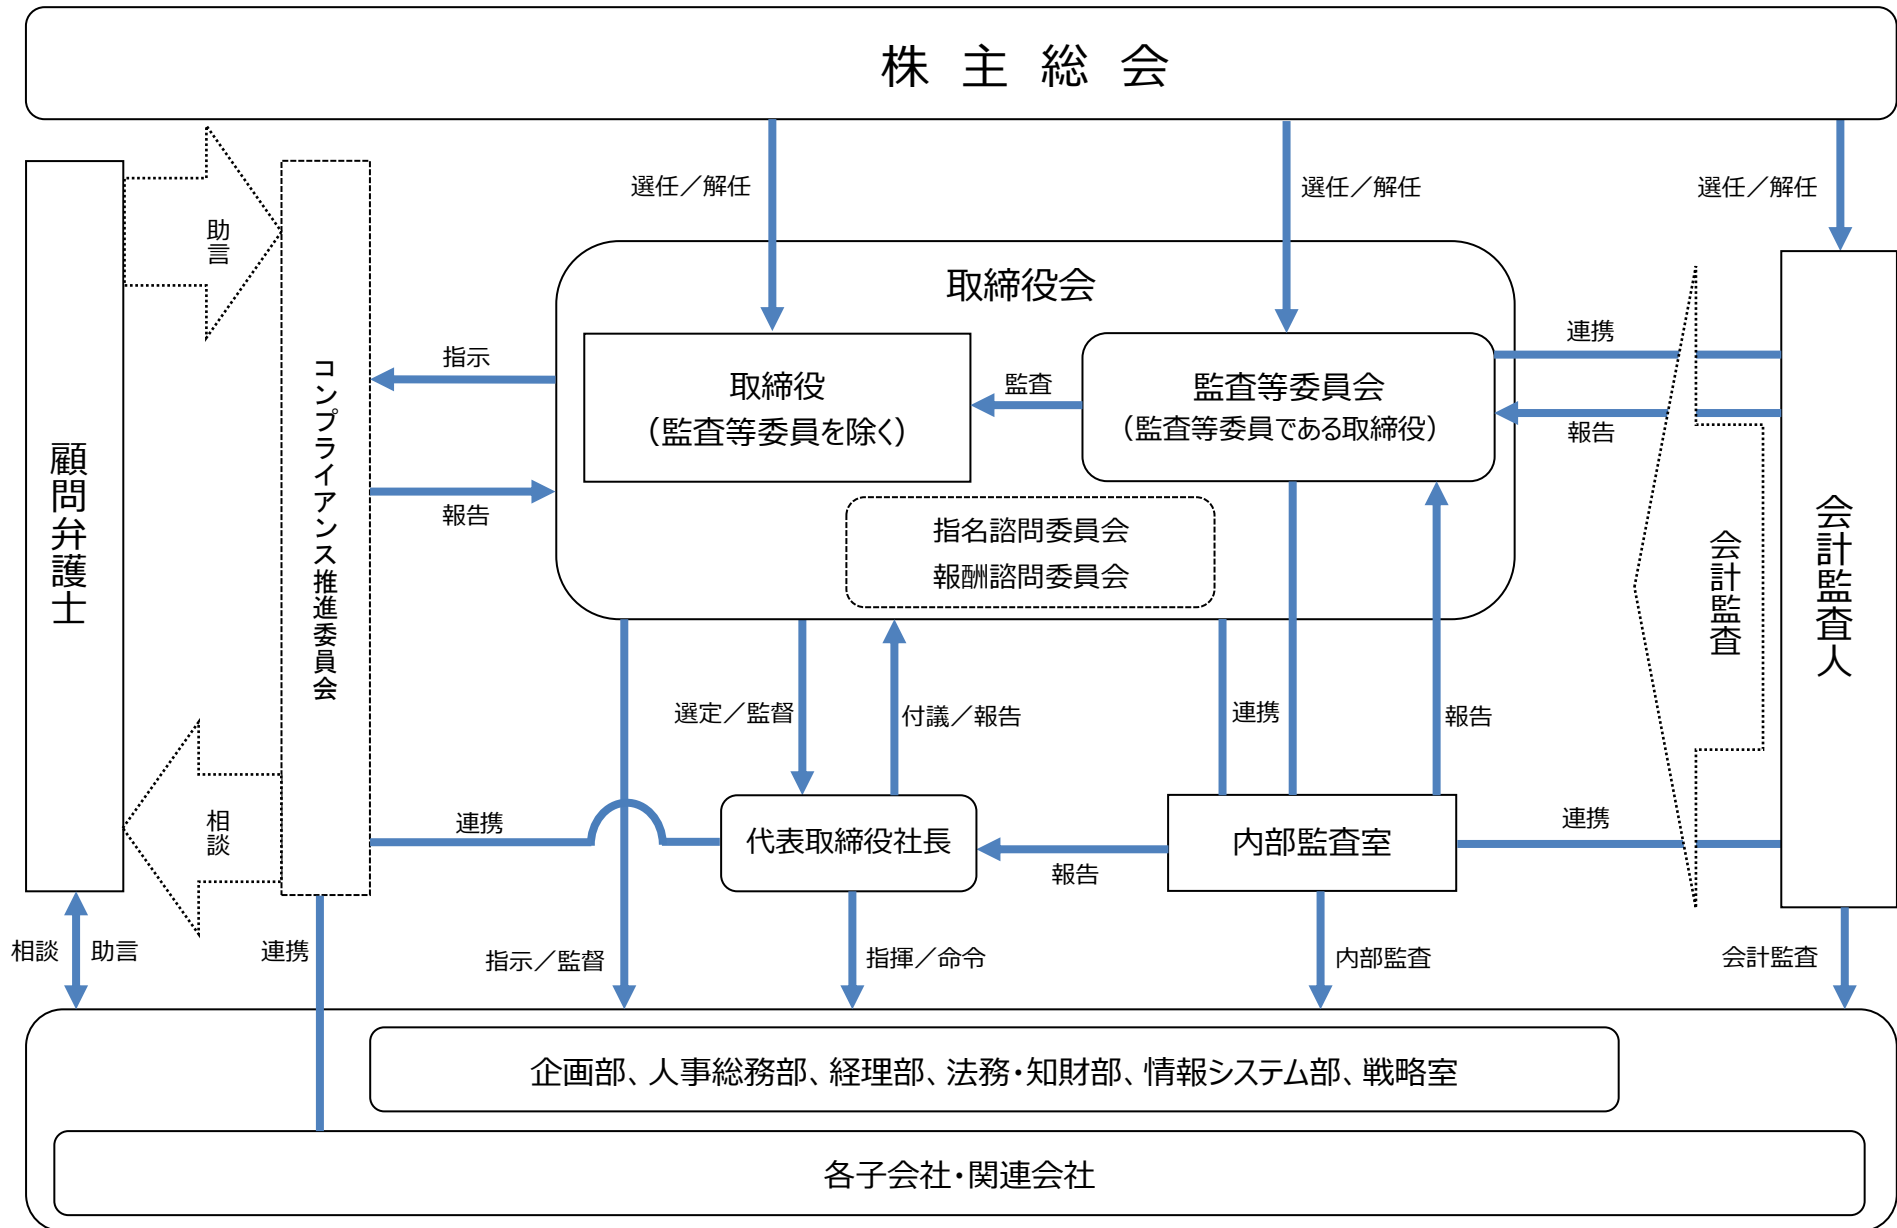 株 主 総 会
選任／解任
選任／解任
選任／解任
助言
取締役会
指示
取締役
（監査等委員を除く）
監査
監査等委員会
（監査等委員である取締役）
連携
報告
報告
指名諮問委員会
報酬諮問委員会
顧問弁護士
コンプライアンス推進委員会
会計監査
会計監査人
選定／監督
付議／報告
連携
報告
相談
連携
代表取締役社長
報告
内部監査室
連携
相談
助言
連携
指示／監督
指揮／命令
内部監査
会計監査
企画部、人事総務部、経理部、法務・知財部、情報システム部、戦略室
各子会社・関連会社